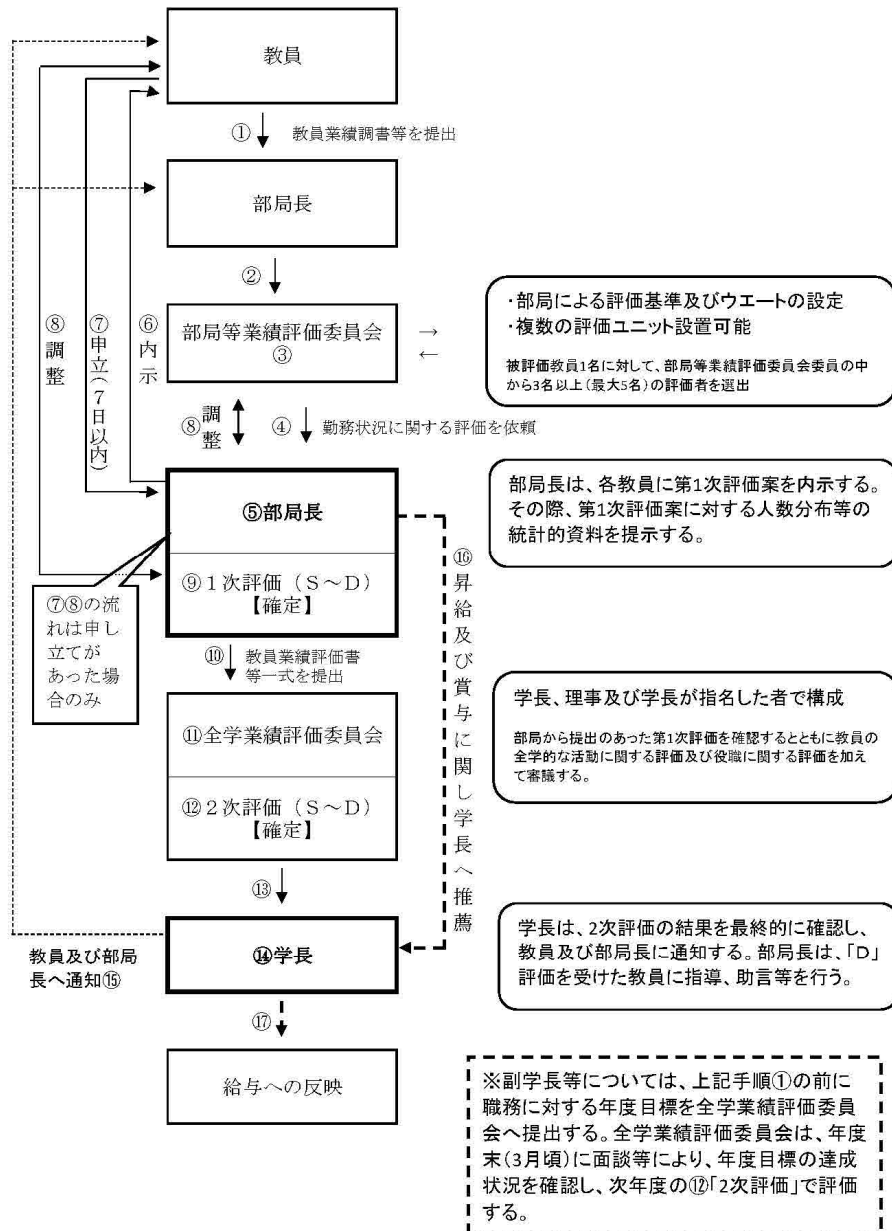 教員
① 教員業績調書等を提出
部局長
②
部局等業績評価委員会
③
→
←
・部局による評価基準及びウエートの設定
・複数の評価ユニット設置可能
被評価教員1名に対して、部局等業績評価委員会委員の中
から3名以上(最大5名)の評価者を選出
⑧調整
⑦申立(7日以内)
⑥内示
⑧調整
④ 勤務状況に関する評価を依頼
⑤部局長
⑨1次評価(S~D)
【確定】
部局長は、各教員に第1次評価案を内示する。
その際、第1次評価案に対する人数分布等の
統計的資料を提示する。
⑦⑧の流
れは申し
立てが
あった場
合のみ
⑩ 教員業績評価書
等一式を提出
⑯昇給及び賞与に関し学長へ推薦
⑪全学業績評価委員会
⑫2次評価(S~D)
【確定】
学長、理事及び学長が指名した者で構成
部局から提出のあった第1次評価を確認するとともに教員の
全学的な活動に関する評価及び役職に関する評価を加え
て審議する。
⑬
教員及び部局
長へ通知⑮
⑭学長
学長は、2次評価の結果を最終的に確認し、
教員及び部局長に通知する。部局長は、「D」
評価を受けた教員に指導、助言等を行う。
⑰
給与への反映
※副学長等については、上記手順①の前に
職務に対する年度目標を全学業績評価委員
会へ提出する。全学業績評価委員会は、年度
末(3月頃)に面談等により、年度目標の達成
状況を確認し、次年度の⑫「2次評価」で評価
する。